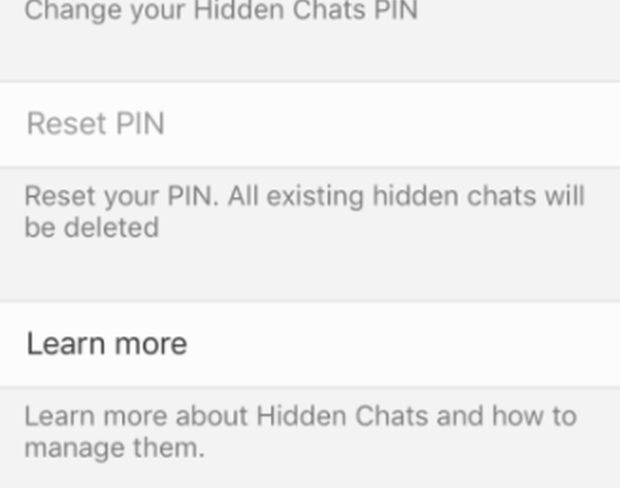 Change your Hidden Chats PIN
Reset PIN
Reset your PIN. All existing hidden chats will
be deleted
Learn more
Learn more about Hidden Chats and how to
manage them.